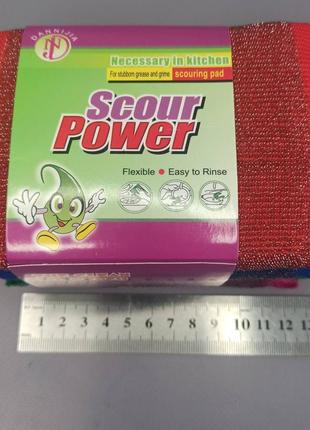 DANNIJIA
Necessary in kitchen
For stubborn grease and grime scouring pad
Scour
Power
Flexible ● Easy to Rinse
1 2 3 4 5 6 7 8 9 10 11 12